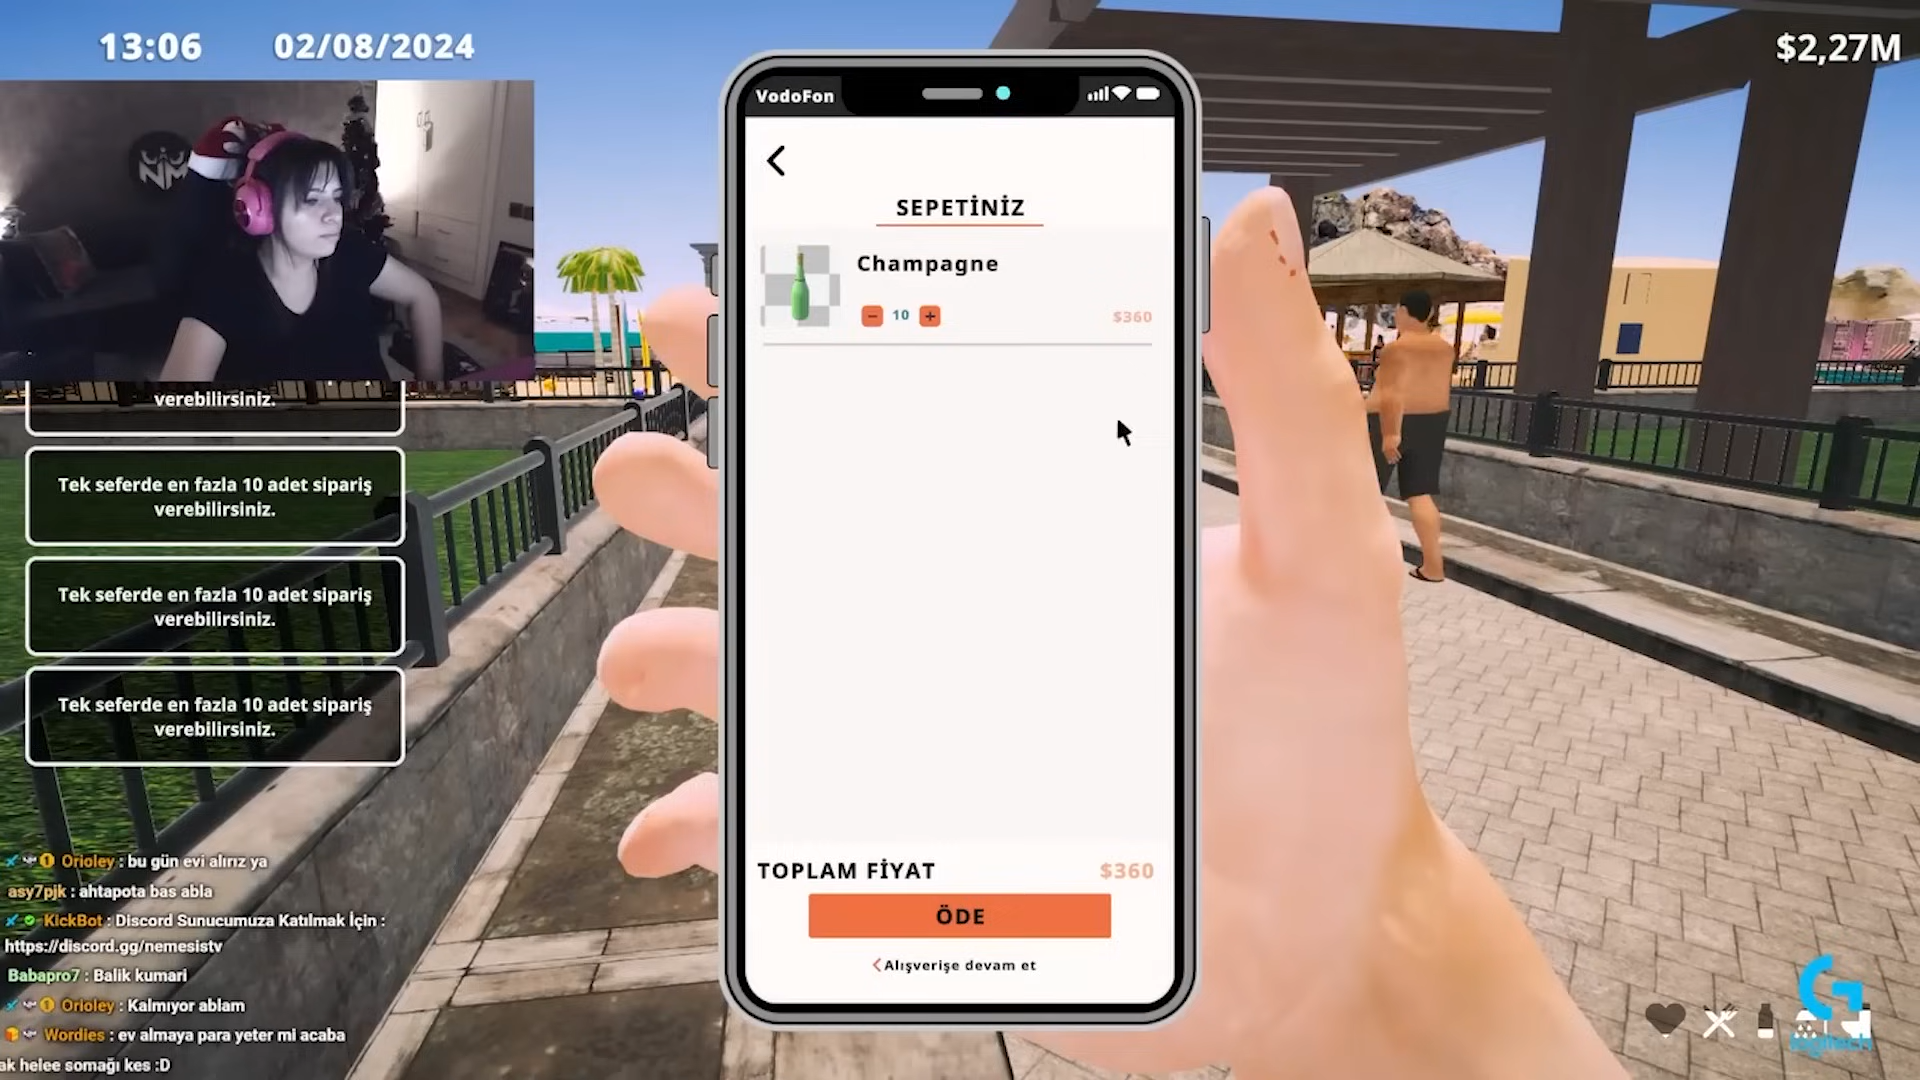 13:06 02/08/2024
$2,27M
VodoFon
SEPETİNİZ
Champagne
10
$360
TOPLAM FİYAT $360
ÖDE
Alışverişe devam et
NM
verebilirsiniz.
Tek seferde en fazla 10 adet sipariş
verebilirsiniz.
Tek seferde en fazla 10 adet sipariş
verebilirsiniz.
Tek seferde en fazla 10 adet sipariş
verebilirsiniz.
Orioley : bu gün evi alırız ya
asy7pjk : ahtapota bas abla
KickBot : Discord Sunucumuza Katılmak İçin :
https://discord.gg/nemesistv
Babapro7 : Balik kumari
Orioley : Kalmıyor ablam
Wordies : ev almaya para yeter mi acaba
ak helee somağı kes :D
logitech